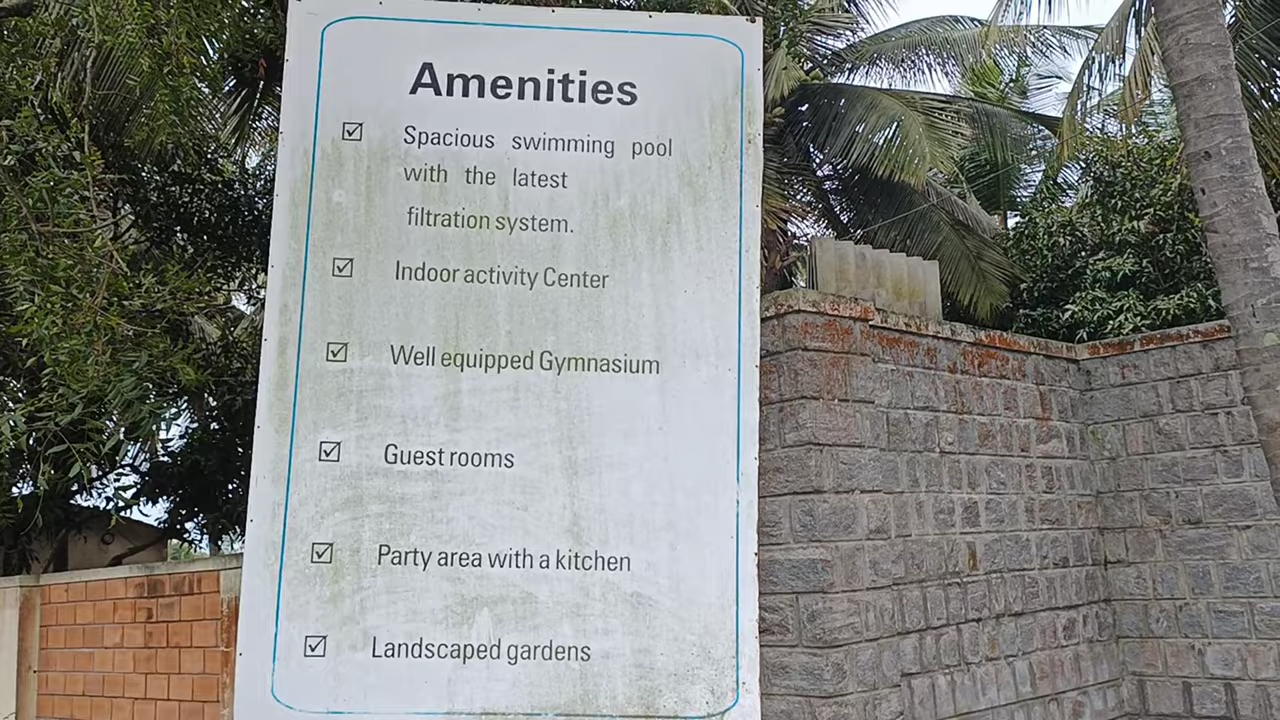 Amenities
☑ Spacious swimming pool
with the latest
filtration system.
☑ Indoor activity Center
☑ Well equipped Gymnasium
☑ Guest rooms
☑ Party area with a kitchen
☑ Landscaped gardens